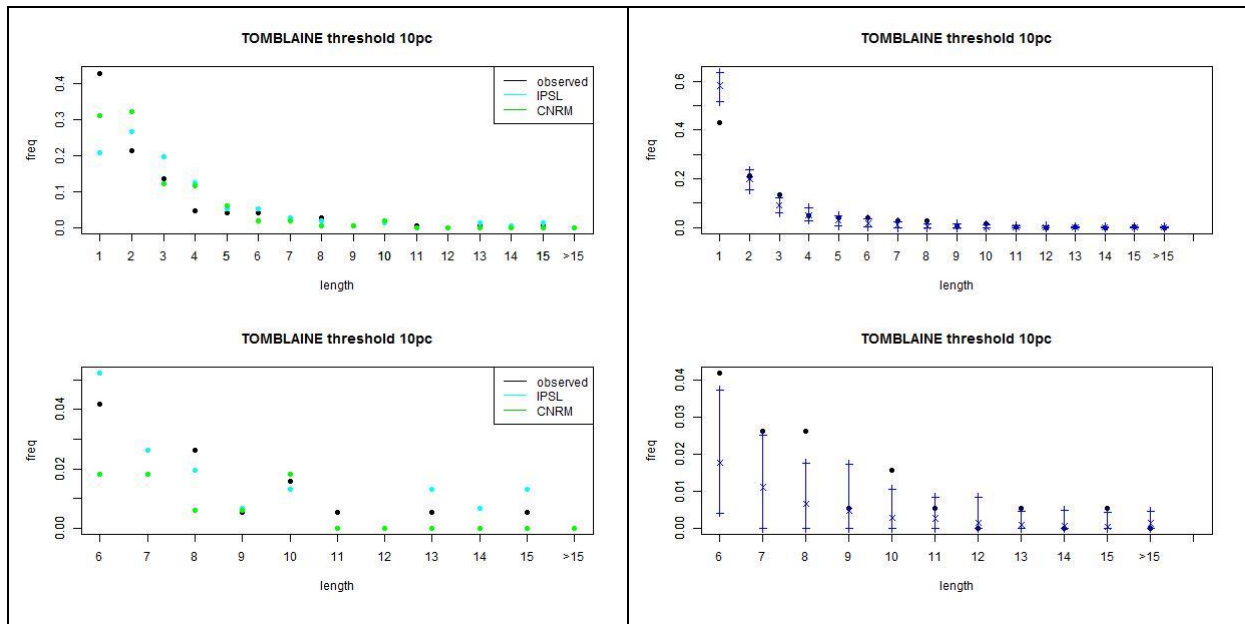 TOMBLAINE threshold 10pc
freq
0.0 0.1 0.2 0.3 0.4
observed
IPSL
CNRM
1 2 3 4 5 6 7 8 9 10 11 12 13 14 15 >15
length
TOMBLAINE threshold 10pc
freq
0.0 0.2 0.4 0.6
1 2 3 4 5 6 7 8 9 10 11 12 13 14 15 >15
length
TOMBLAINE threshold 10pc
freq
0.00 0.02 0.04
observed
IPSL
CNRM
6 7 8 9 10 11 12 13 14 15 >15
length
TOMBLAINE threshold 10pc
freq
0.00 0.01 0.02 0.03 0.04
6 7 8 9 10 11 12 13 14 15 >15
length